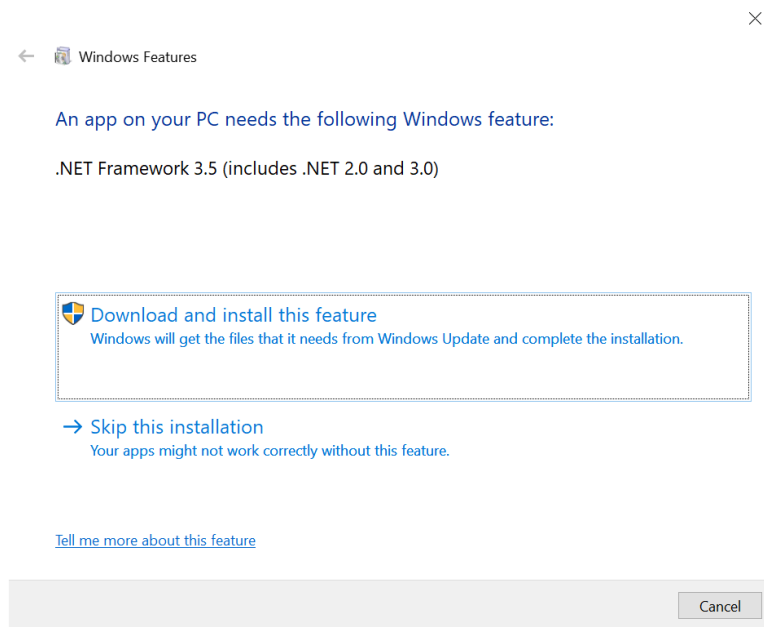 Windows Features
An app on your PC needs the following Windows feature:
.NET Framework 3.5 (includes .NET 2.0 and 3.0)
Download and install this feature
Windows will get the files that it needs from Windows Update and complete the installation.
Skip this installation
Your apps might not work correctly without this feature.
Tell me more about this feature
Cancel